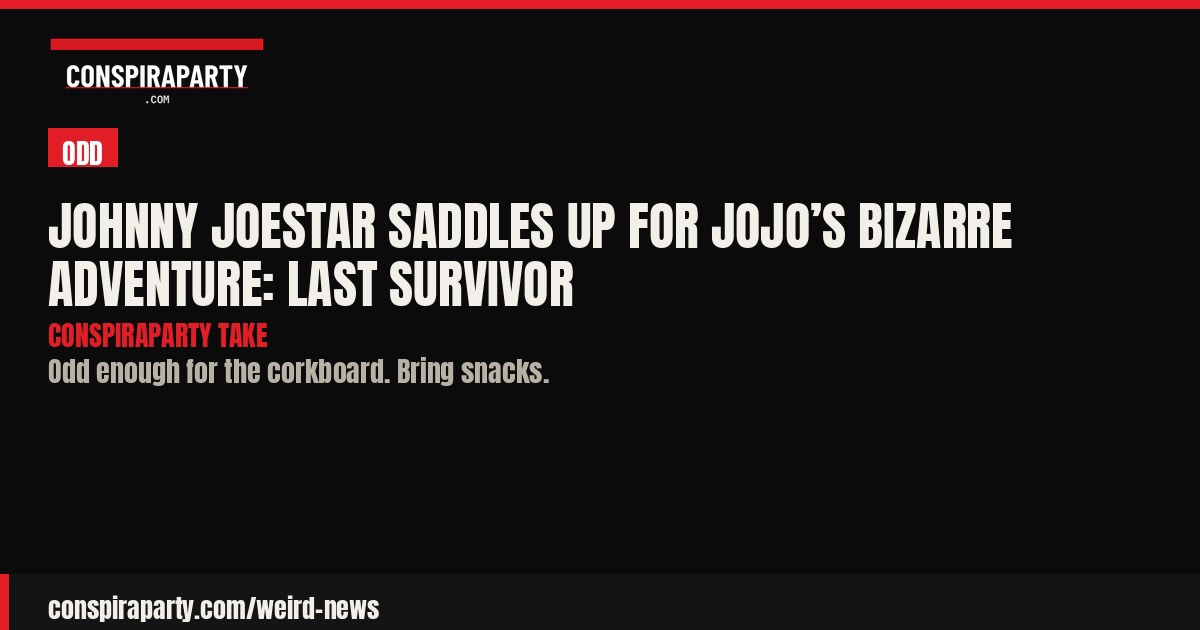 CONSPIRAPARTY
.COM
ODD
JOHNNY JOESTAR SADDLES UP FOR JOJO’S BIZARRE
ADVENTURE: LAST SURVIVOR
CONSPIRAPARTY TAKE
Odd enough for the corkboard. Bring snacks.
conspiraparty.com/weird-news